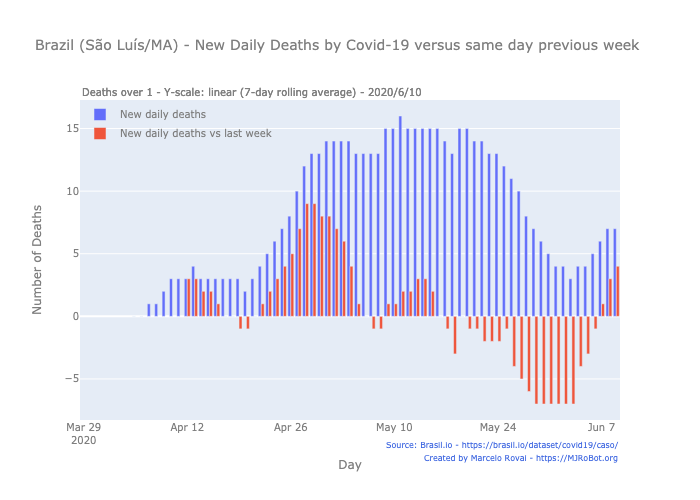 Brazil (São Luís/MA) - New Daily Deaths by Covid-19 versus same day previous week
Deaths over 1 - Y-scale: linear (7-day rolling average) - 2020/6/10
New daily deaths
New daily deaths vs last week
15
10
5
0
−5
Number of Deaths
Mar 29
2020
Apr 12
Apr 26
May 10
May 24
Jun 7
Day
Source: Brasil.io - https://brasil.io/dataset/covid19/caso/
Created by Marcelo Rovai - https://MJRoBot.org